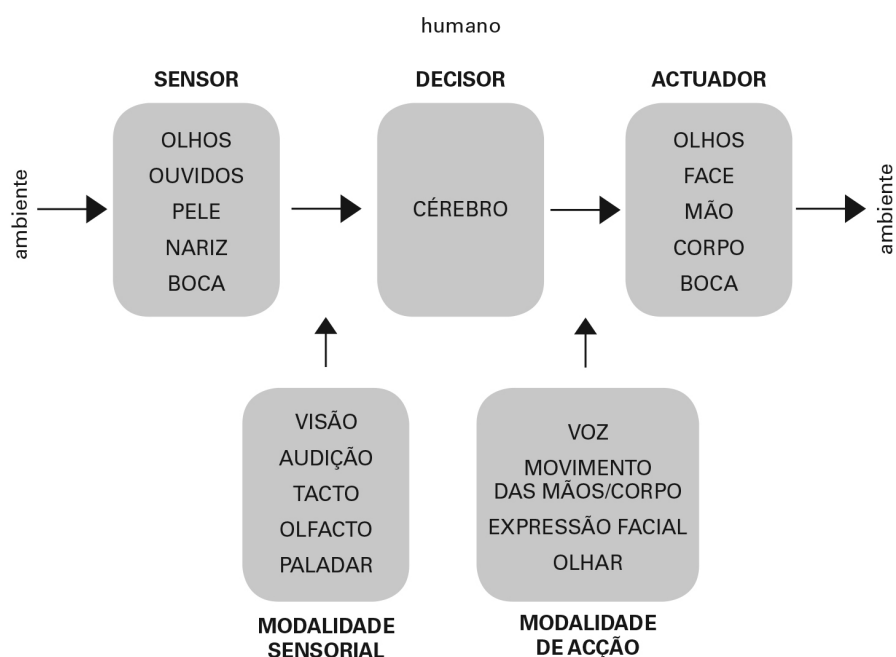 humano
SENSOR
DECISOR
ACTUADOR
ambiente
OLHOS
OUVIDOS
PELE
NARIZ
BOCA
CÉREBRO
OLHOS
FACE
MÃO
CORPO
BOCA
ambiente
VISÃO
AUDIÇÃO
TACTO
OLFACTO
PALADAR
MODALIDADE
SENSORIAL
VOZ
MOVIMENTO
DAS MÃOS/CORPO
EXPRESSÃO FACIAL
OLHAR
MODALIDADE
DE ACÇÃO